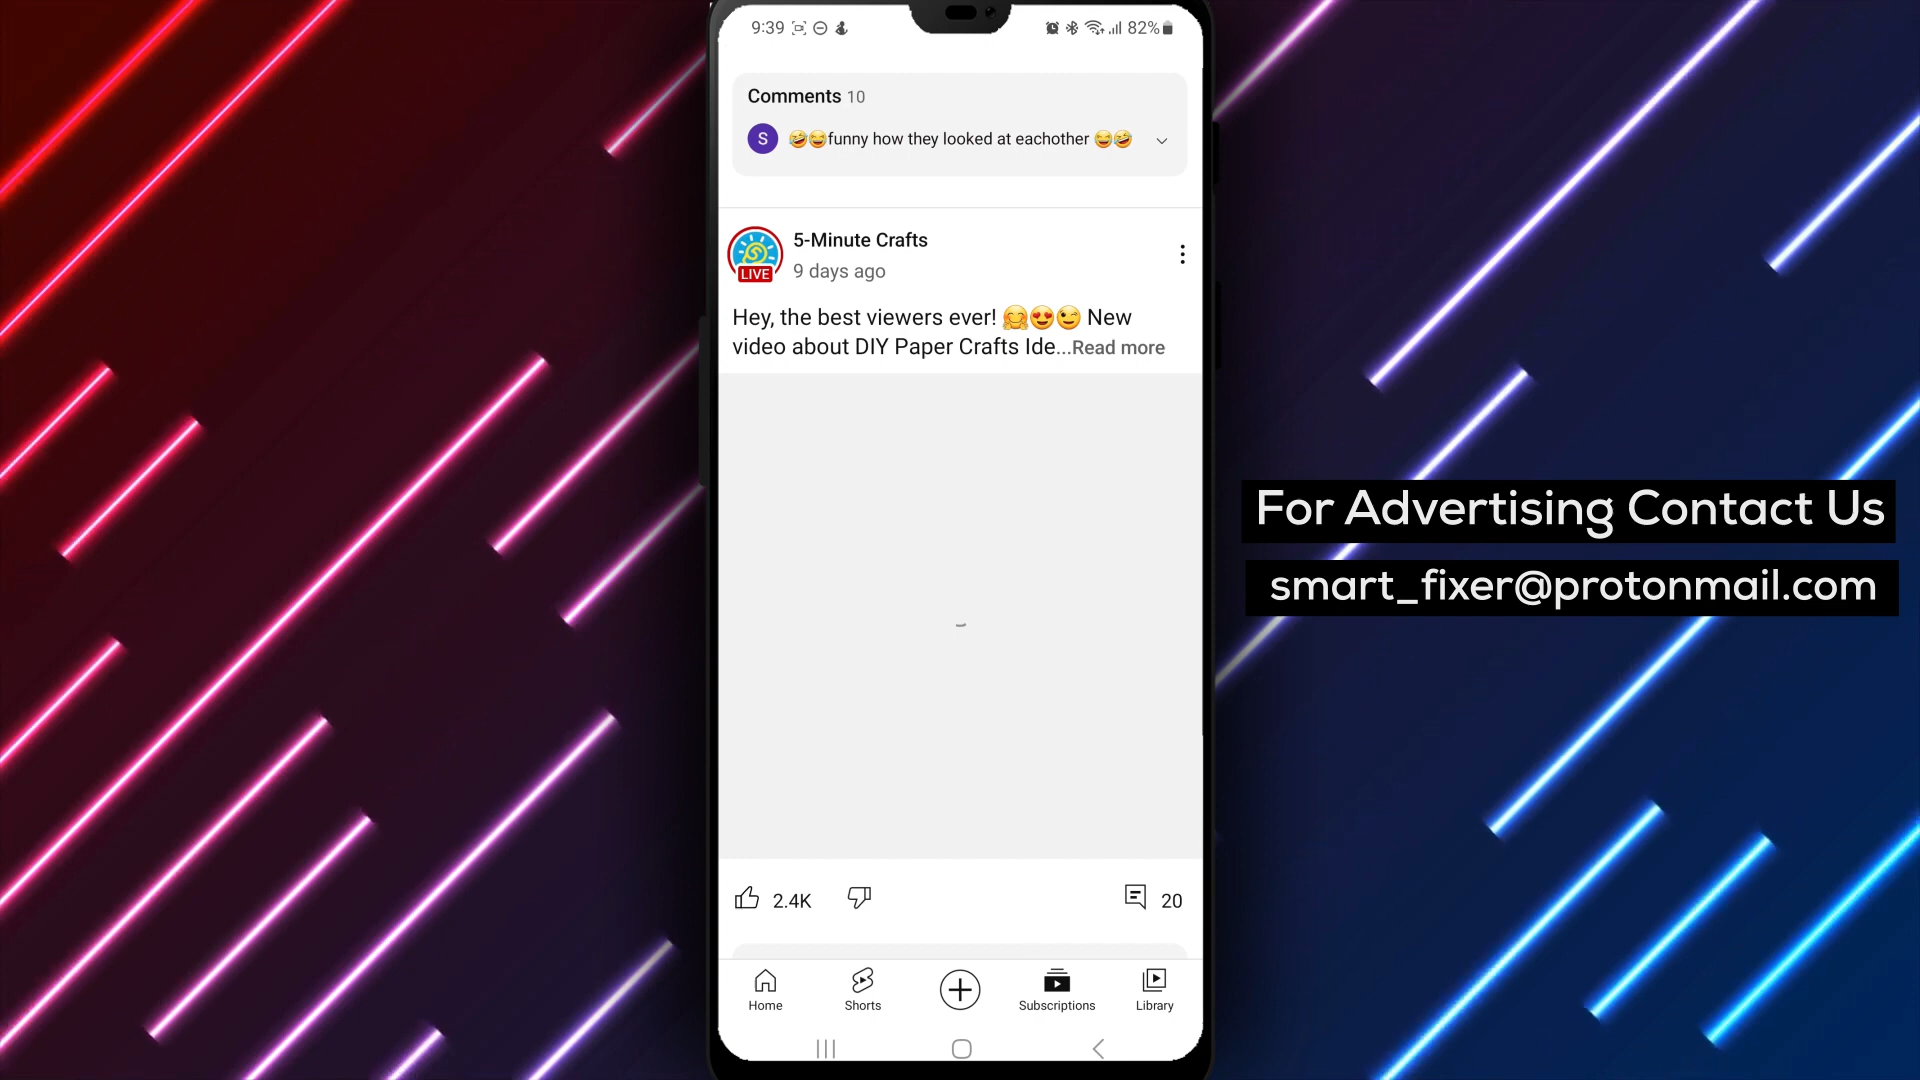 9:39
82%
Comments 10
S
🤣😂funny how they looked at eachother 😂🤣
5-Minute Crafts
LIVE
9 days ago
Hey, the best viewers ever! 🤗😍😉 New
video about DIY Paper Crafts Ide...Read more
For Advertising Contact Us
smart_fixer@protonmail.com
2.4K
20
Home
Shorts
Subscriptions
Library